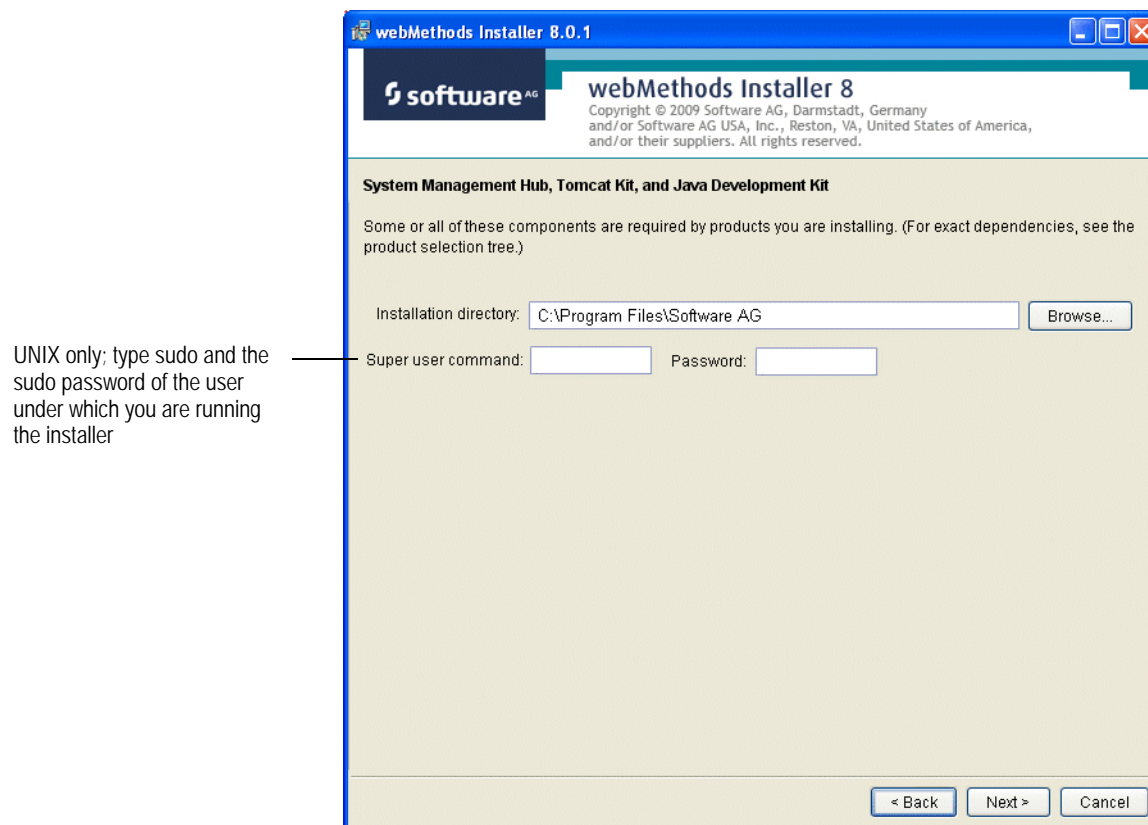 webMethods Installer 8.0.1
software AG
webMethods Installer 8
Copyright © 2009 Software AG, Darmstadt, Germany
and/or Software AG USA, Inc., Reston, VA, United States of America,
and/or their suppliers. All rights reserved.
System Management Hub, Tomcat Kit, and Java Development Kit
Some or all of these components are required by products you are installing. (For exact dependencies, see the
product selection tree.)
Installation directory: C:\Program Files\Software AG Browse...
Super user command: Password:
UNIX only; type sudo and the
sudo password of the user
under which you are running
the installer
< Back Next > Cancel